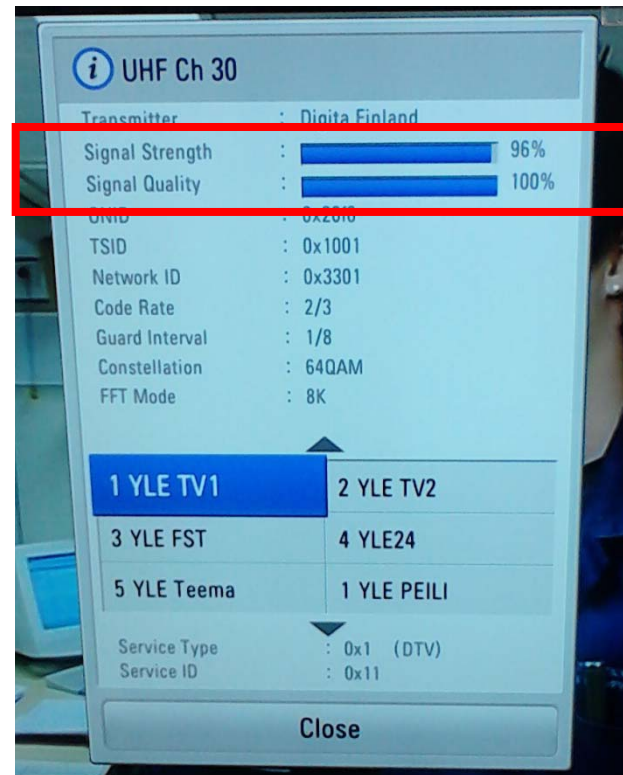 i UHF Ch 30
Transmitter : Digita Finland
Signal Strength : 96%
Signal Quality : 100%
ONID : 0x2018
TSID : 0x1001
Network ID : 0x3301
Code Rate : 2/3
Guard Interval : 1/8
Constellation : 64QAM
FFT Mode : 8K
1 YLE TV1 2 YLE TV2
3 YLE FST 4 YLE24
5 YLE Teema 1 YLE PEILI
Service Type : 0x1 (DTV)
Service ID : 0x11
Close